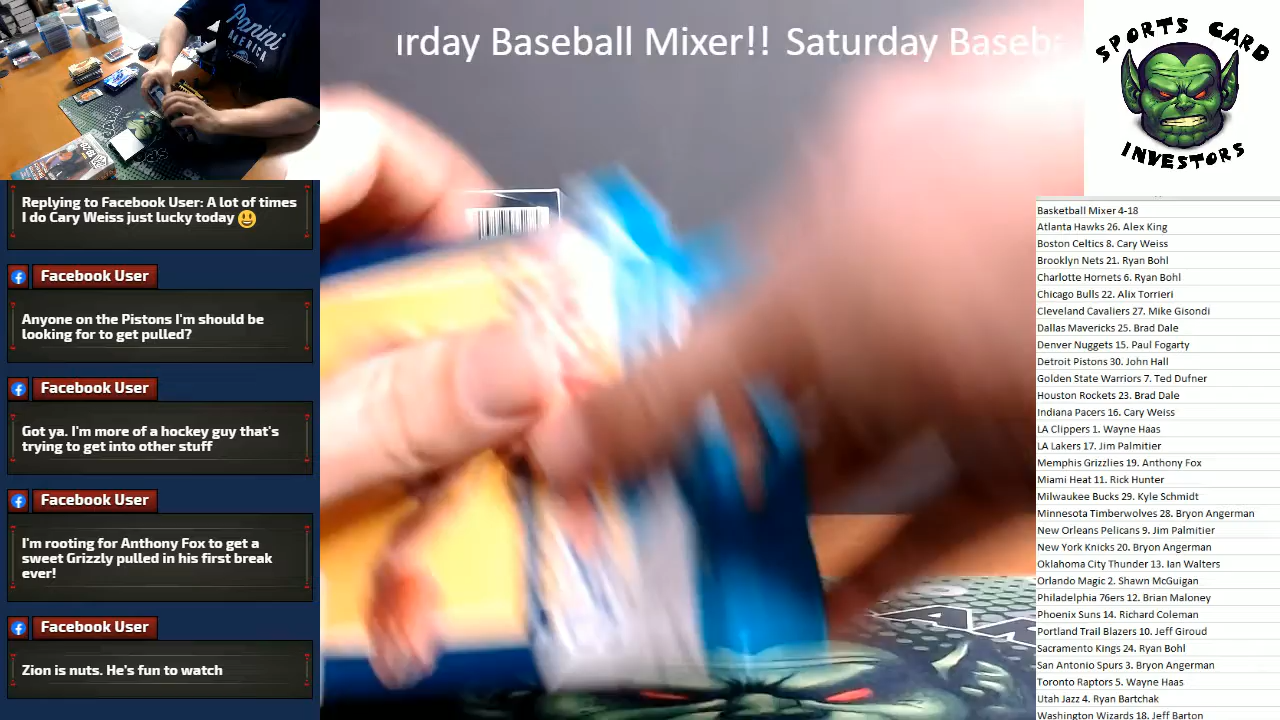 Panini
AMERICA
urday Baseball Mixer!! Saturday Baseba
SPORTS CARD
INVESTORS
Replying to Facebook User: A lot of times
I do Cary Weiss just lucky today 😃
Facebook User
Anyone on the Pistons I'm should be
looking for to get pulled?
Facebook User
Got ya. I'm more of a hockey guy that's
trying to get into other stuff
Facebook User
I'm rooting for Anthony Fox to get a
sweet Grizzly pulled in his first break
ever!
Facebook User
Zion is nuts. He's fun to watch
Basketball Mixer 4-18
Atlanta Hawks 26. Alex King
Boston Celtics 8. Cary Weiss
Brooklyn Nets 21. Ryan Bohl
Charlotte Hornets 6. Ryan Bohl
Chicago Bulls 22. Alix Torrieri
Cleveland Cavaliers 27. Mike Gisondi
Dallas Mavericks 25. Brad Dale
Denver Nuggets 15. Paul Fogarty
Detroit Pistons 30. John Hall
Golden State Warriors 7. Ted Dufner
Houston Rockets 23. Brad Dale
Indiana Pacers 16. Cary Weiss
LA Clippers 1. Wayne Haas
LA Lakers 17. Jim Palmitier
Memphis Grizzlies 19. Anthony Fox
Miami Heat 11. Rick Hunter
Milwaukee Bucks 29. Kyle Schmidt
Minnesota Timberwolves 28. Bryon Angerman
New Orleans Pelicans 9. Jim Palmitier
New York Knicks 20. Bryon Angerman
Oklahoma City Thunder 13. Ian Walters
Orlando Magic 2. Shawn McGuigan
Philadelphia 76ers 12. Brian Maloney
Phoenix Suns 14. Richard Coleman
Portland Trail Blazers 10. Jeff Giroud
Sacramento Kings 24. Ryan Bohl
San Antonio Spurs 3. Bryon Angerman
Toronto Raptors 5. Wayne Haas
Utah Jazz 4. Ryan Bartchak
Washington Wizards 18. Jeff Barton